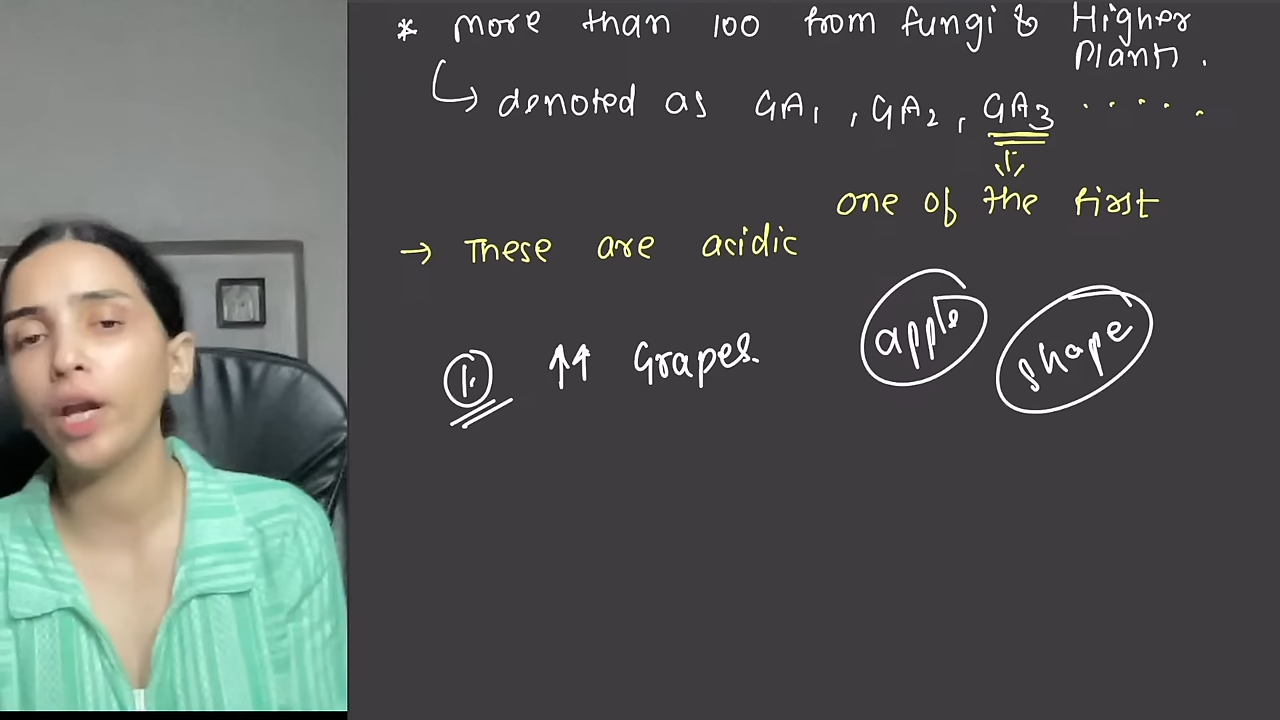 * more than 100 from fungi & Higher
Plants.
↳ denoted as GA₁, GA₂, GA₃ .....
one of the first
→ These are acidic
① ↑↑ Grapes.
apple
shape